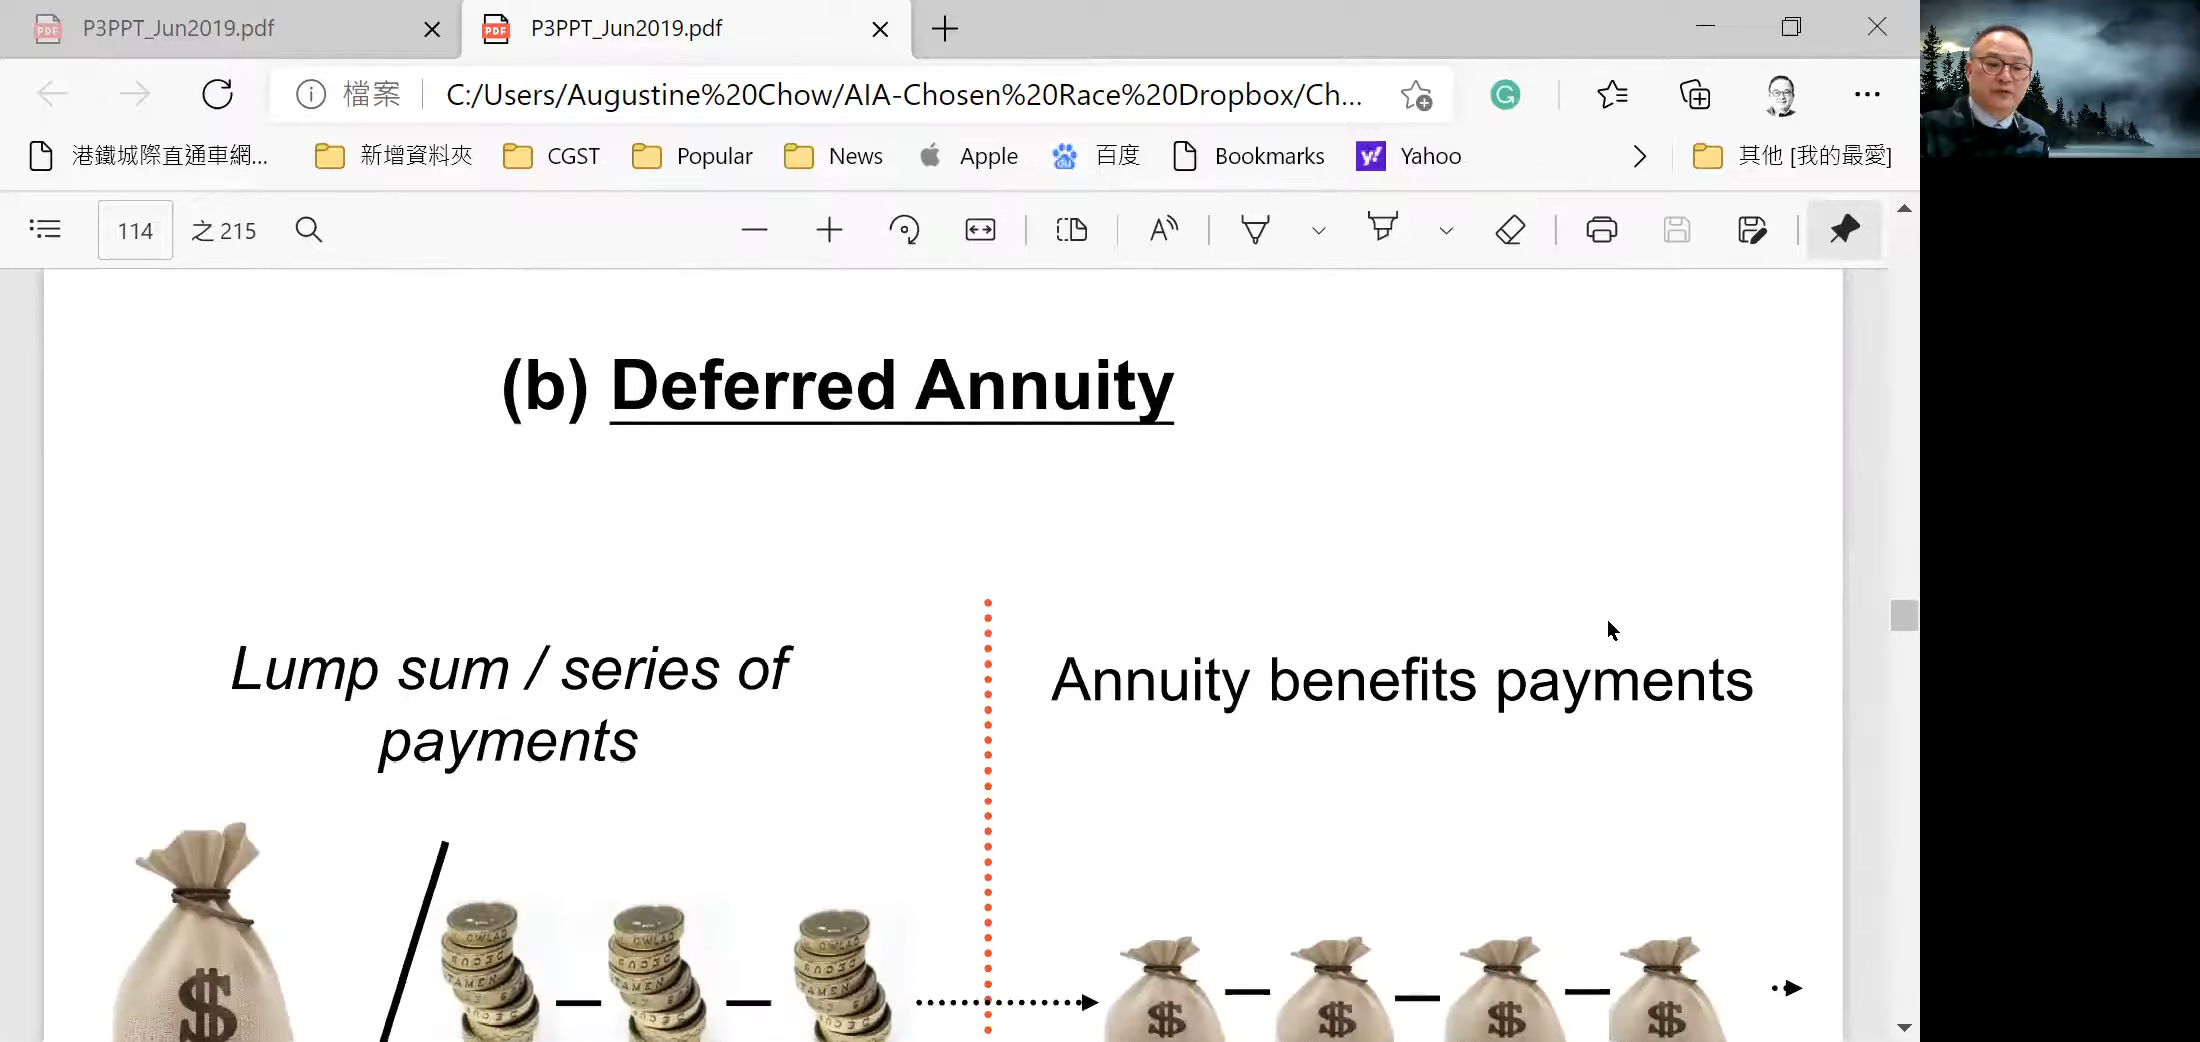 P3PPT_Jun2019.pdf
P3PPT_Jun2019.pdf
檔案
C:/Users/Augustine%20Chow/AIA-Chosen%20Race%20Dropbox/Ch...
港鐵城際直通車網...
新增資料夾
CGST
Popular
News
Apple
百度
Bookmarks
Yahoo
其他 [我的最愛]
114 之 215
(b) Deferred Annuity
Lump sum / series of
payments
Annuity benefits payments